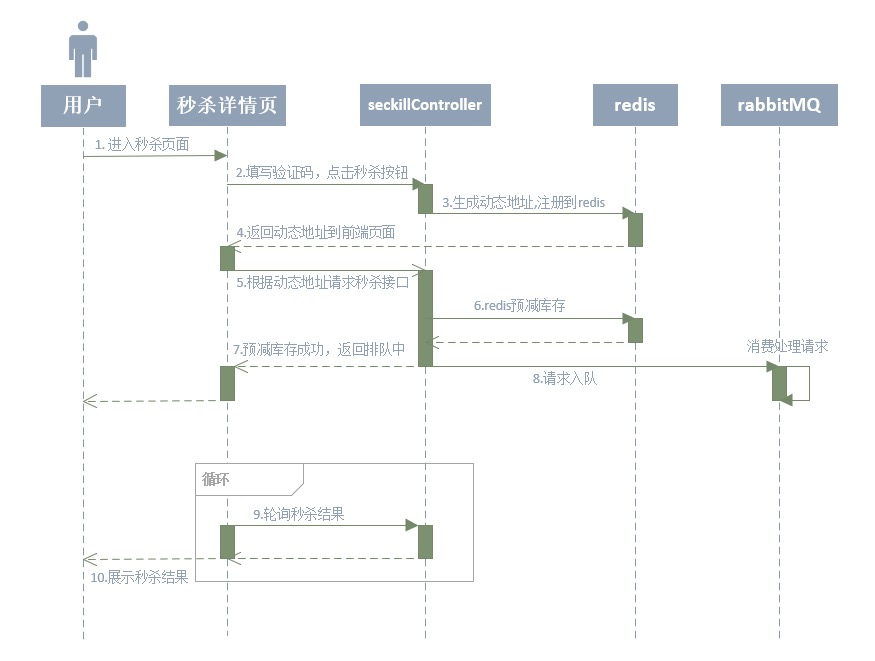 用户
秒杀详情页
seckillController
redis
rabbitMQ
1. 进入秒杀页面
2.填写验证码，点击秒杀按钮
3.生成动态地址,注册到redis
4.返回动态地址到前端页面
5.根据动态地址请求秒杀接口
6.redis预减库存
7.预减库存成功，返回排队中
消费处理请求
8.请求入队
循环
9.轮询秒杀结果
10.展示秒杀结果